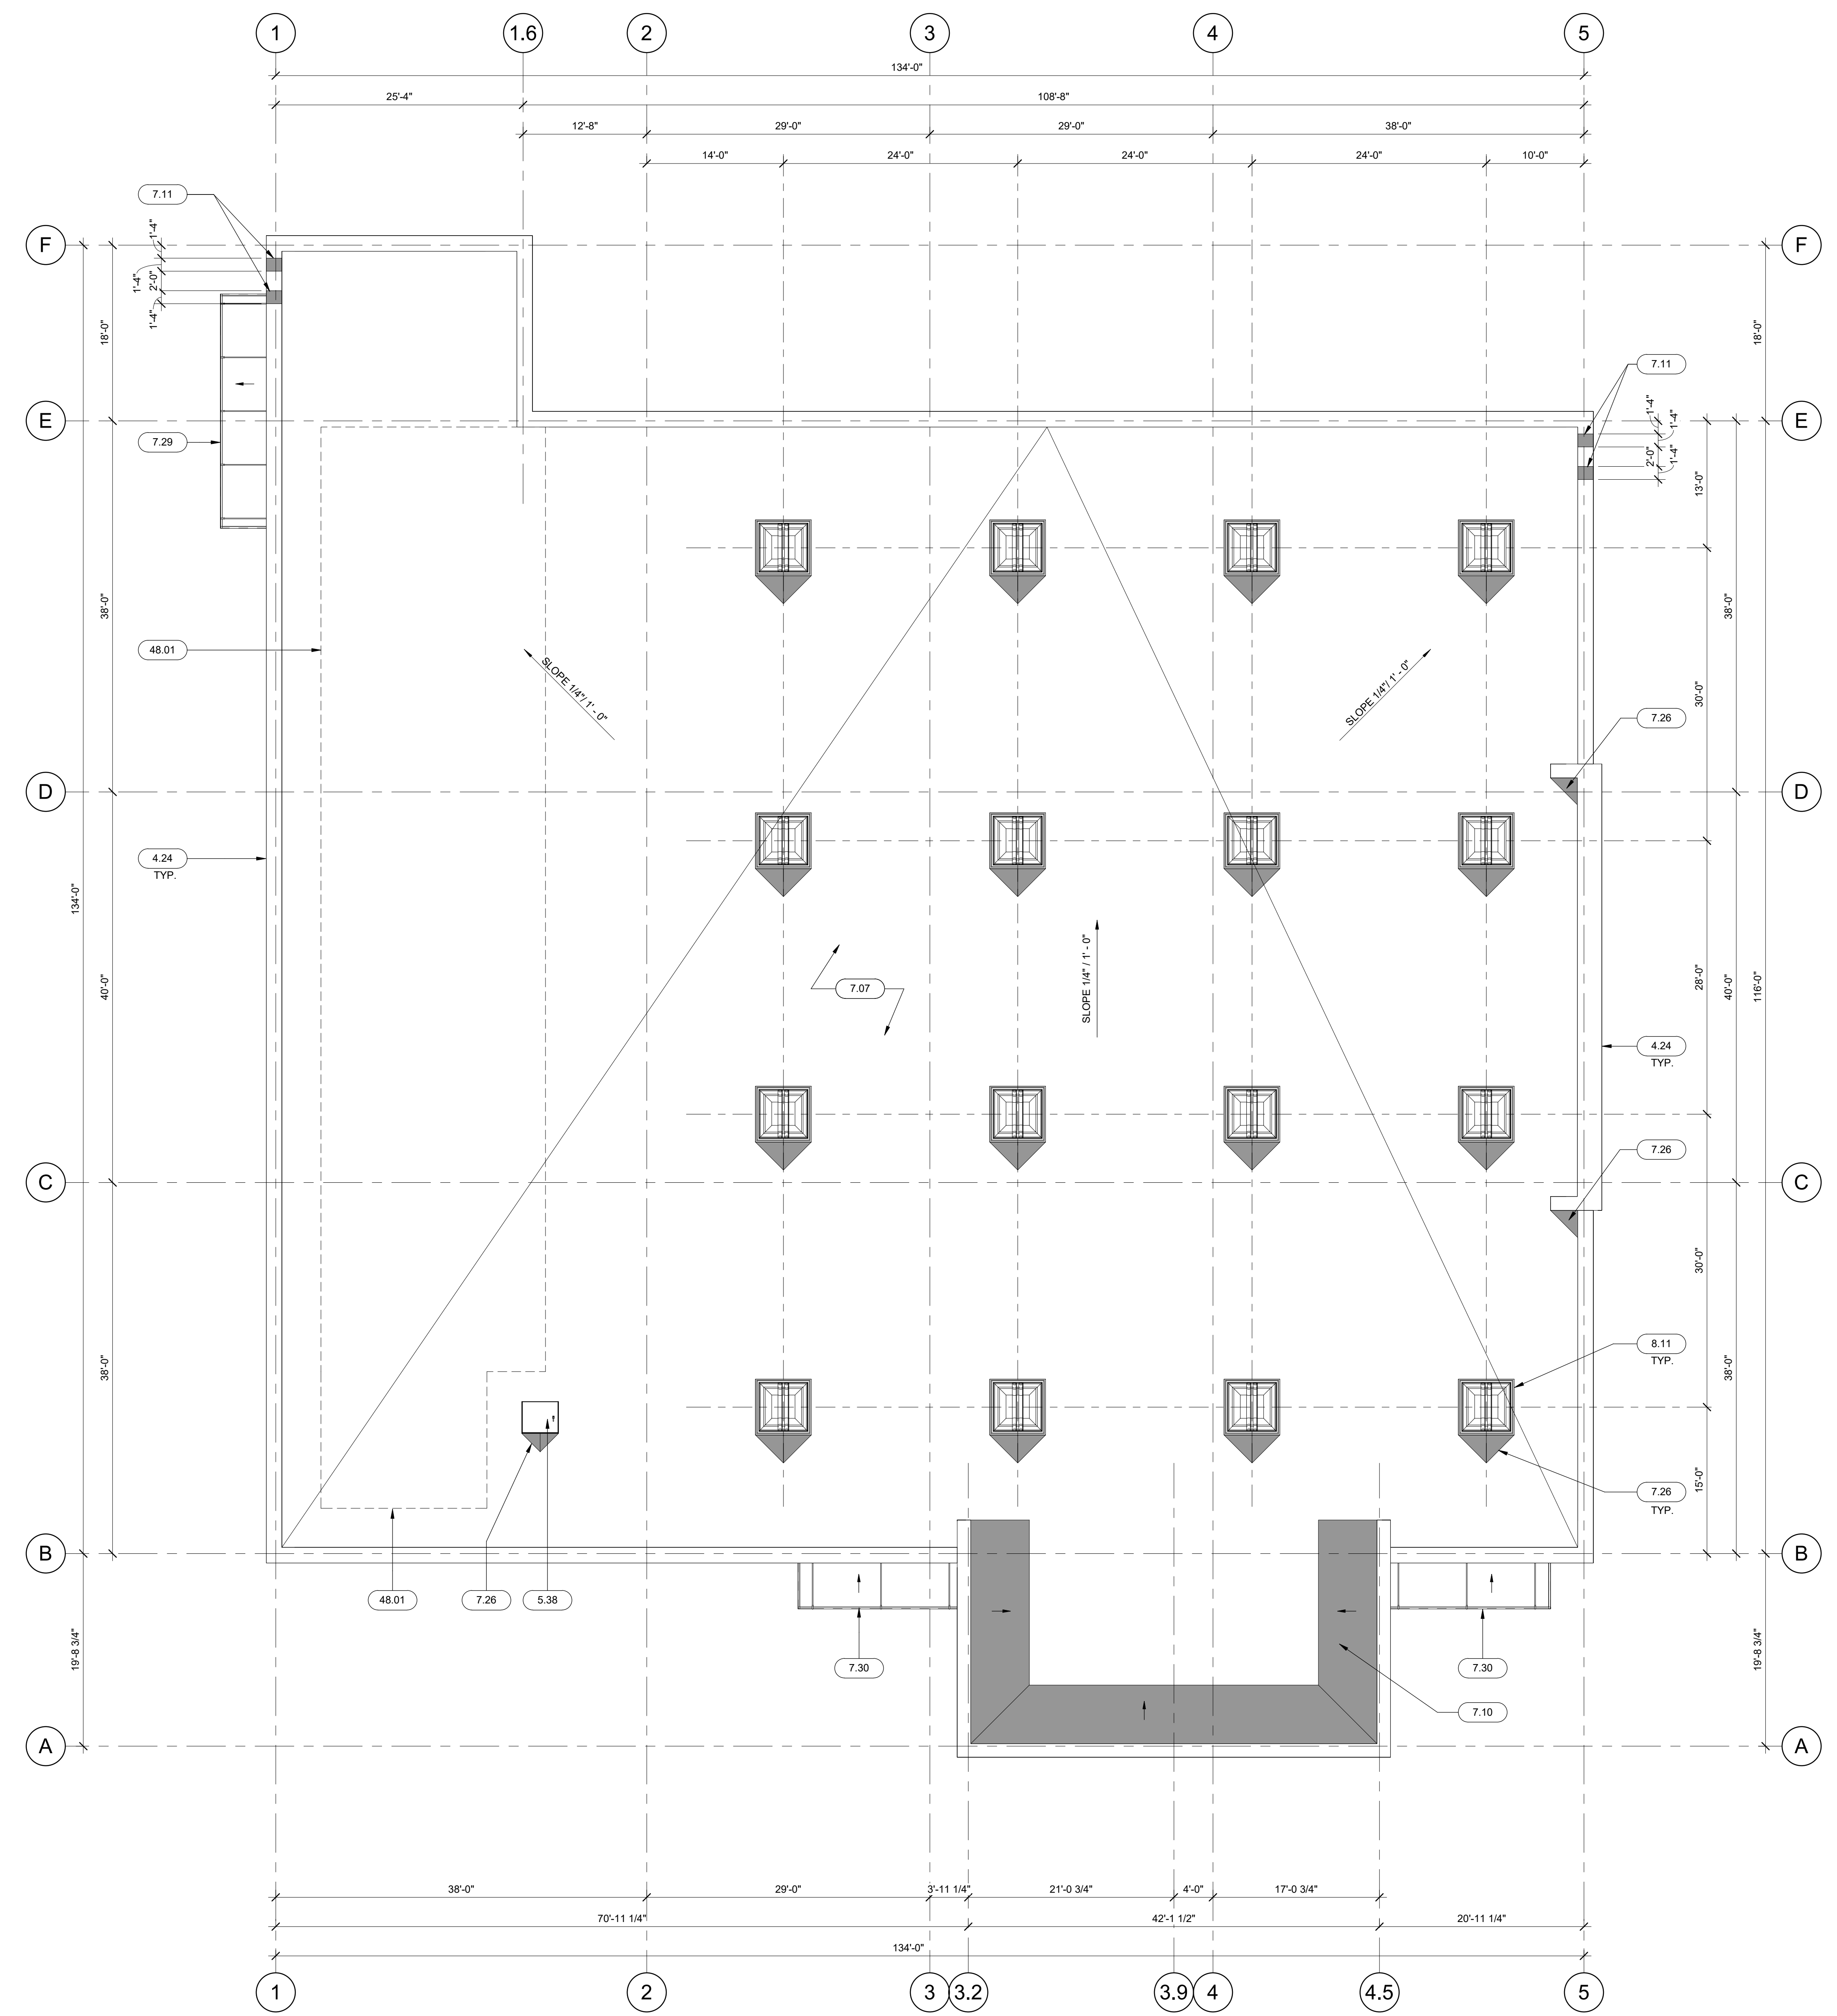 1 1.6 2 3 4 5
134'-0"
25'-4" 108'-8"
12'-8" 29'-0" 29'-0" 38'-0"
14'-0" 24'-0" 24'-0" 24'-0" 10'-0"
7.11
F F
1'-4"
1'-4"
2'-0"
1'-4"
18'-0" 18'-0"
7.11
1'-4"
1'-4"
2'-0"
1'-4"
E E
7.29
13'-0"
38'-0" 38'-0"
48.01
SLOPE 1/4"/ 1' - 0"
SLOPE 1/4"/ 1' - 0"
30'-0"
7.26
D D
4.24
TYP.
134'-0"
7.07
SLOPE 1/4" / 1' - 0"
40'-0" 28'-0" 40'-0" 116'-0"
4.24
TYP.
7.26
C C
30'-0"
38'-0" 38'-0"
8.11
TYP.
7.26
TYP.
15'-0"
B B
48.01 7.26 5.38
19'-8 3/4" 19'-8 3/4"
7.30 7.30
7.10
A A
38'-0" 29'-0" 3'-11 1/4" 21'-0 3/4" 4'-0" 17'-0 3/4"
70'-11 1/4" 42'-1 1/2" 20'-11 1/4"
134'-0"
1 2 3 3.2 3.9 4 4.5 5